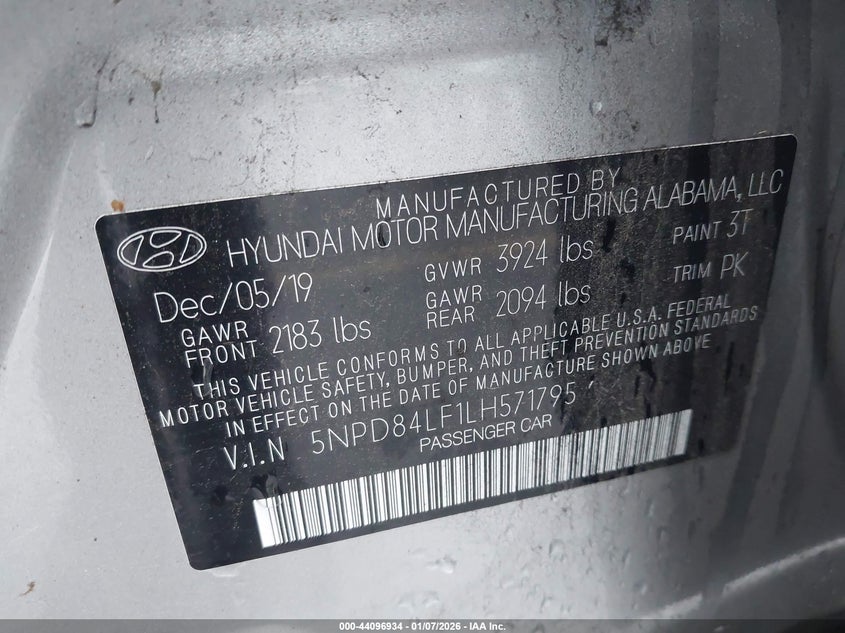 MANUFACTURED BY
HYUNDAI MOTOR MANUFACTURING ALABAMA, LLC
Dec/05/19 GVWR 3924 lbs PAINT 3T
GAWR FRONT 2183 lbs GAWR REAR 2094 lbs TRIM PK
THIS VEHICLE CONFORMS TO ALL APPLICABLE U.S.A. FEDERAL
MOTOR VEHICLE SAFETY, BUMPER, AND THEFT PREVENTION STANDARDS
IN EFFECT ON THE DATE OF MANUFACTURE SHOWN ABOVE
V.I.N 5NPD84LF1LH571795
PASSENGER CAR
000-44096934 - 01/07/2026 - IAA Inc.